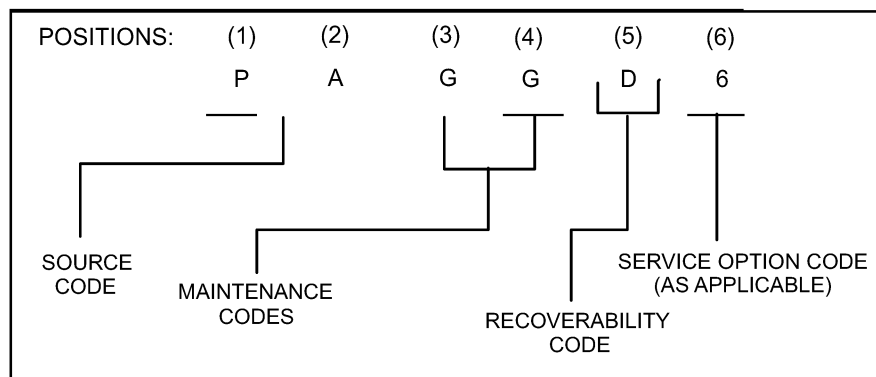 POSITIONS: (1) (2) (3) (4) (5) (6)
P A G G D 6
SOURCE
CODE
MAINTENANCE
CODES
RECOVERABILITY
CODE
SERVICE OPTION CODE
(AS APPLICABLE)